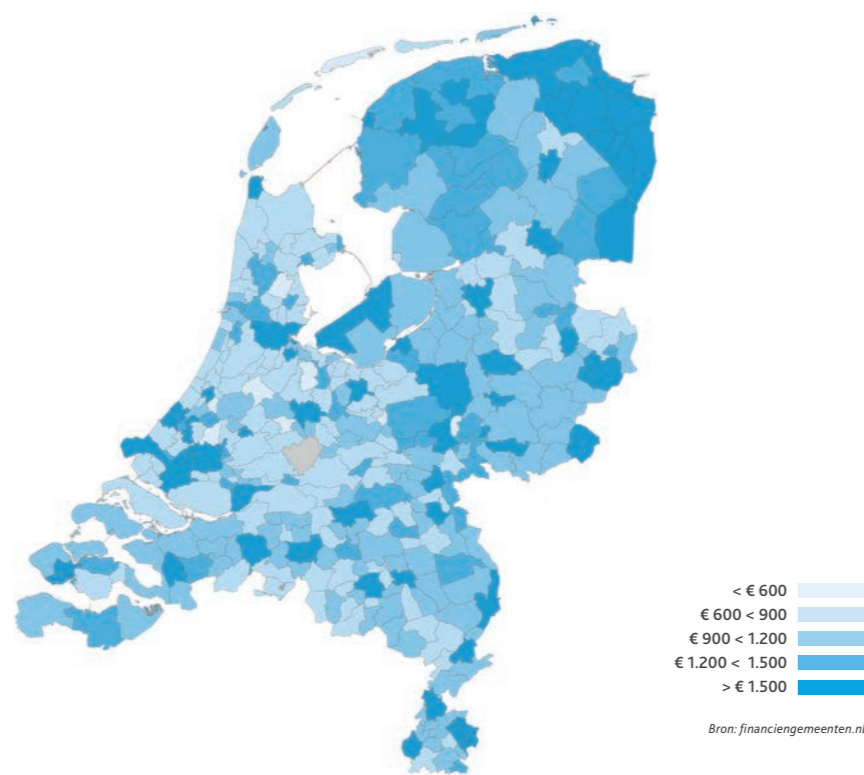 < € 600
€ 600 < 900
€ 900 < 1.200
€ 1.200 < 1.500
> € 1.500
Bron: financiengemeenten.nl